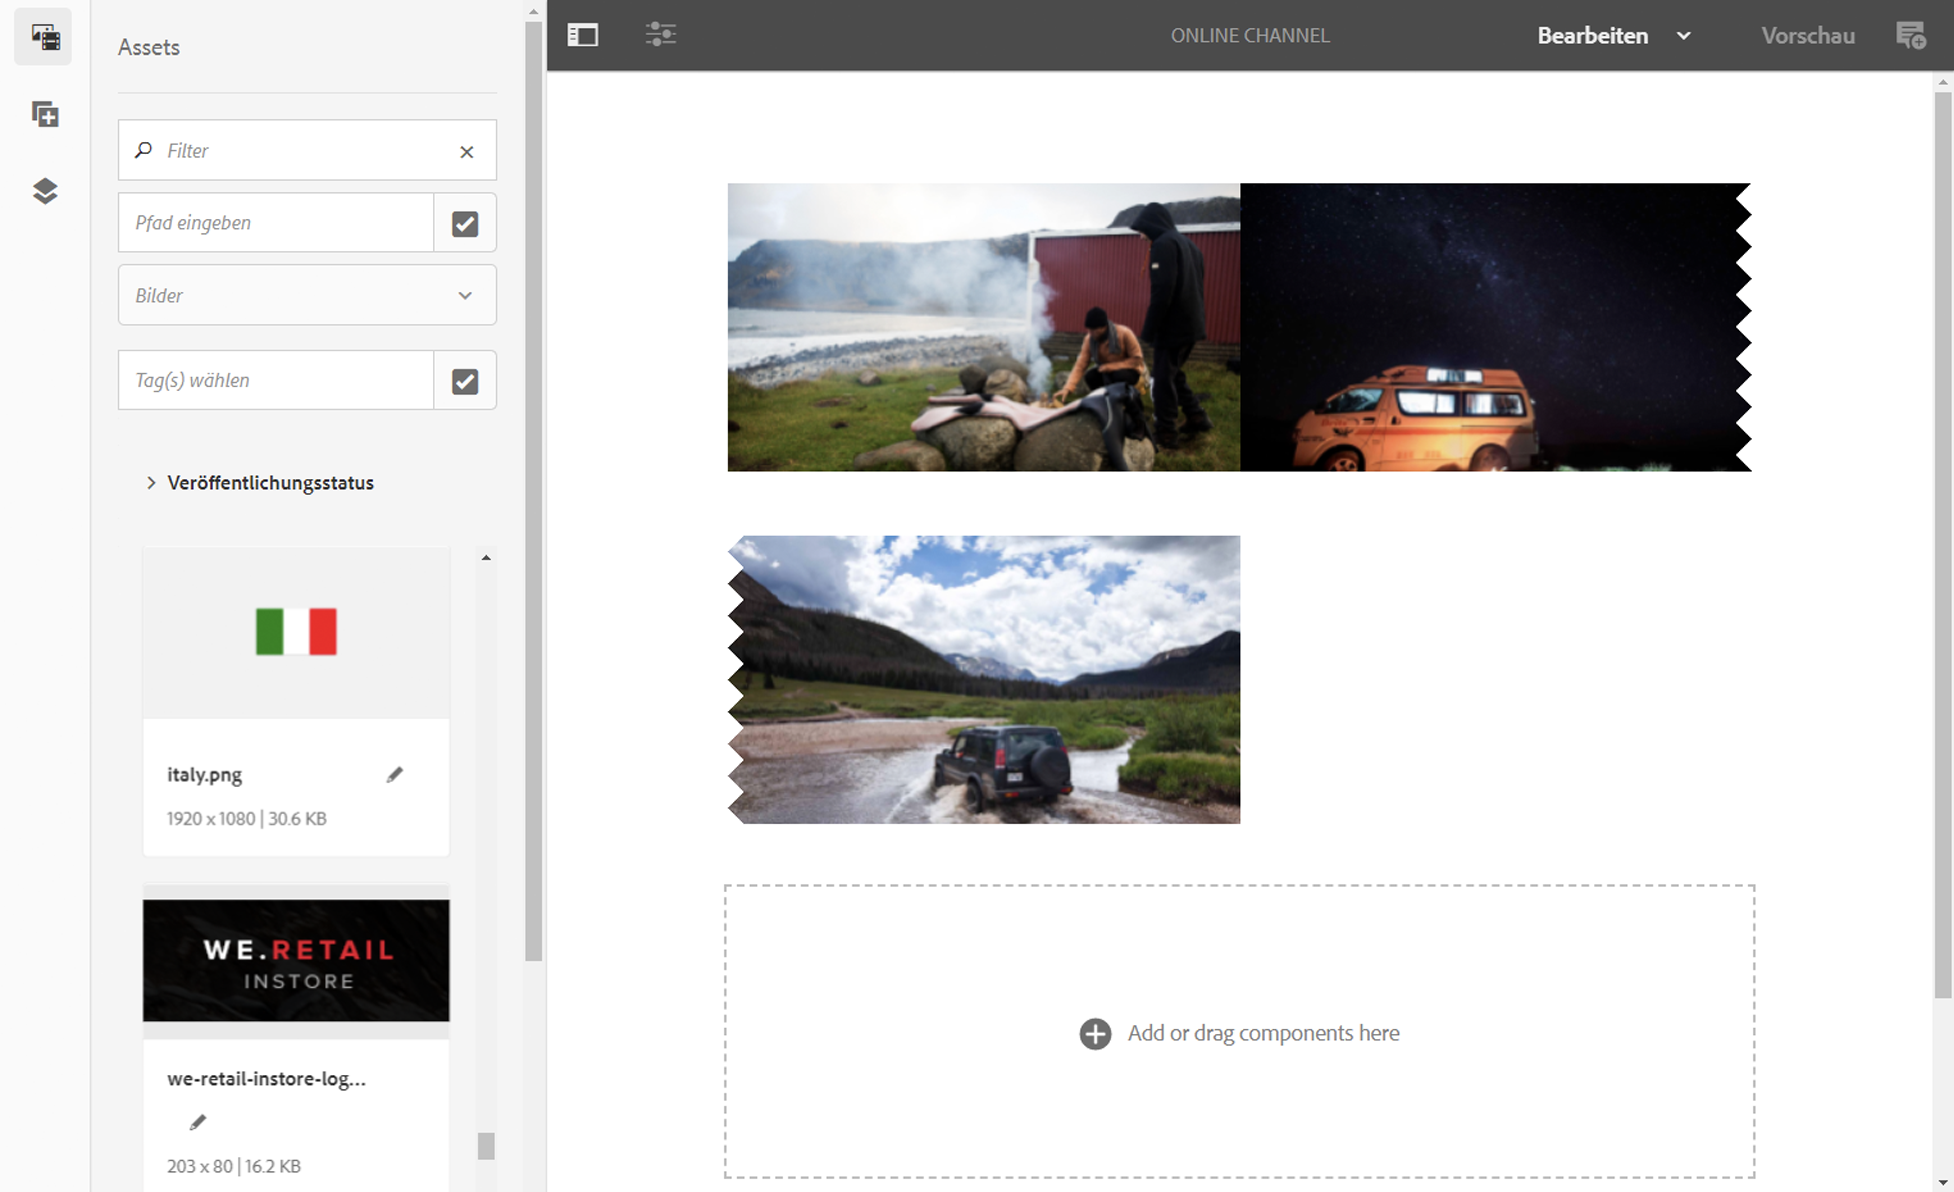 Assets
Filter
Pfad eingeben
Bilder
Tag(s) wählen
Veröffentlichungsstatus
italy.png
1920 x 1080 | 30.6 KB
WE.RETAIL
INSTORE
we-retail-instore-log...
203 x 80 | 16.2 KB
ONLINE CHANNEL
Bearbeiten
Vorschau
Add or drag components here